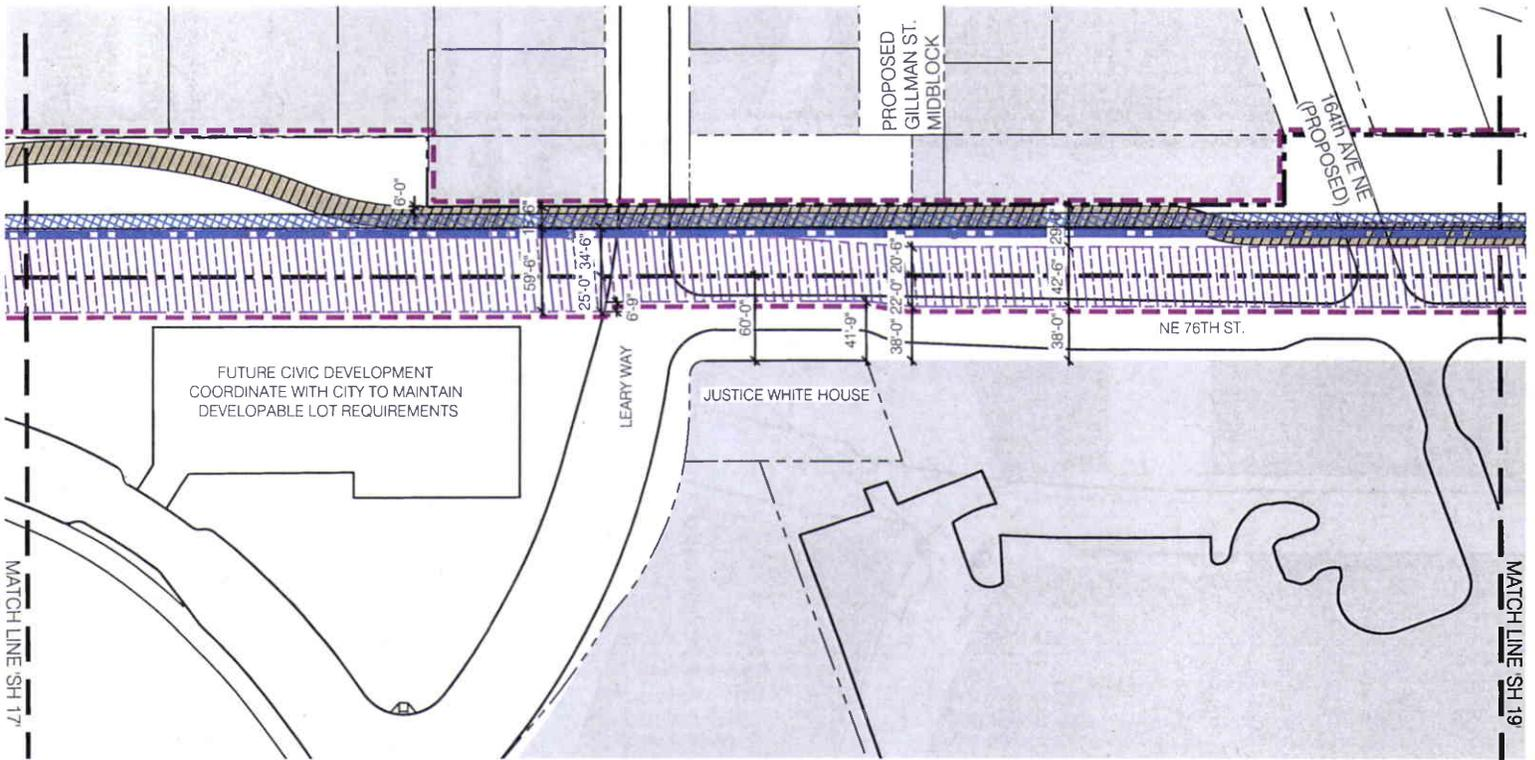 PROPOSED
GILLMAN ST.
MIDBLOCK
164th AVE NE
(PROPOSED)
6'-0"
59'-6"
25'-0"
34'-6"
6'-9"
60'-0"
41'-9"
20'-6"
22'-0"
38'-0"
42'-6"
38'-0"
NE 76TH ST.
FUTURE CIVIC DEVELOPMENT
COORDINATE WITH CITY TO MAINTAIN
DEVELOPABLE LOT REQUIREMENTS
LEARY WAY
JUSTICE WHITE HOUSE
MATCH LINE 'SH 17'
MATCH LINE 'SH 19'